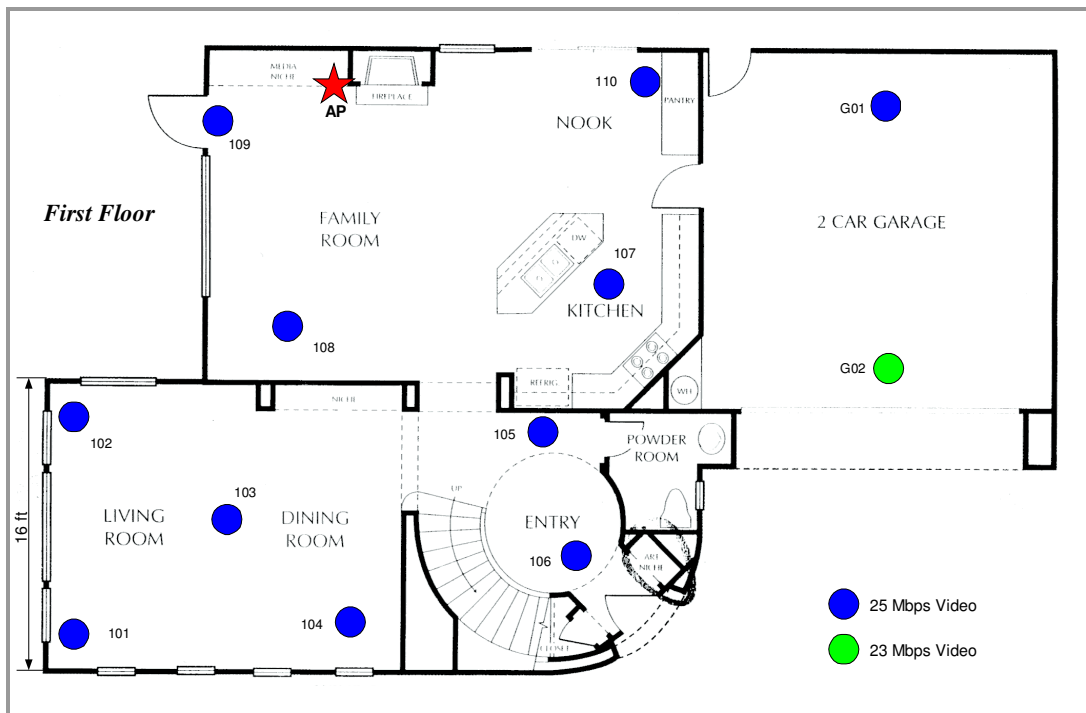 MEDIA
NICHE
AP
FIREPLACE
110
PANTRY
G01
109
NOOK
First Floor
FAMILY
ROOM
2 CAR GARAGE
DW
107
KITCHEN
108
REFRIG
WH
G02
NICHE
102
105
POWDER
ROOM
UP
103
LIVING
ROOM
DINING
ROOM
ENTRY
106
ART
NICHE
16 ft
101
104
CLOSET
25 Mbps Video
23 Mbps Video